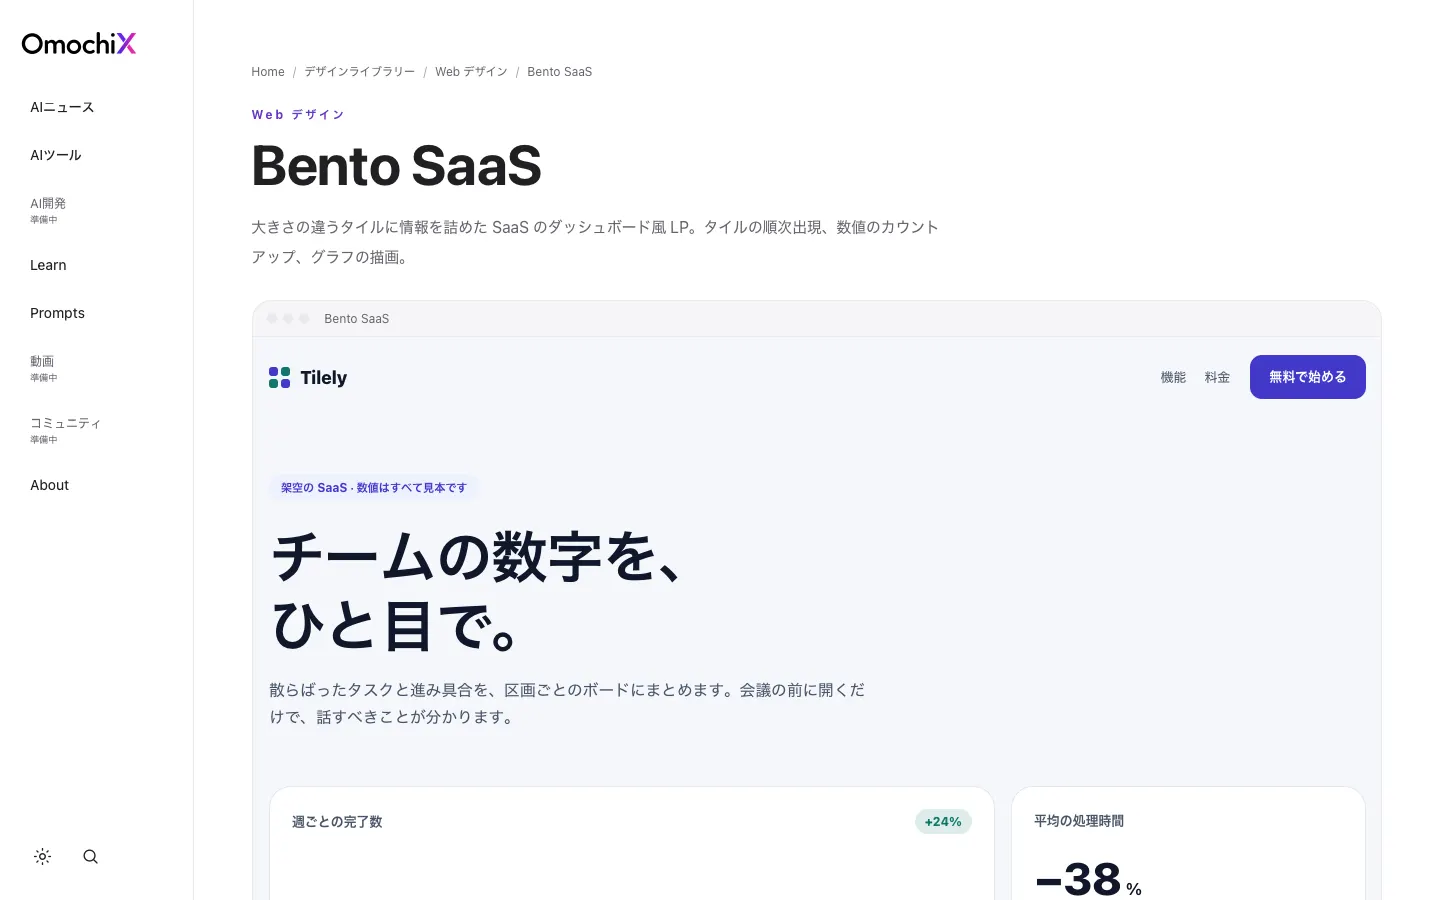 OmochiX
AIニュース
AIツール
AI開発
準備中
Learn
Prompts
動画
準備中
コミュニティ
準備中
About
Home / デザインライブラリー / Web デザイン / Bento SaaS
Web デザイン
Bento SaaS
大きさの違うタイルに情報を詰めた SaaS のダッシュボード風 LP。タイルの順次出現、数値のカウント
アップ、グラフの描画。
Bento SaaS
Tilely
機能 料金 無料で始める
架空の SaaS · 数値はすべて見本です
チームの数字を、
ひと目で。
散らばったタスクと進み具合を、区画ごとのボードにまとめます。会議の前に開くだ
けで、話すべきことが分かります。
週ごとの完了数
+24%
平均の処理時間
−38 %